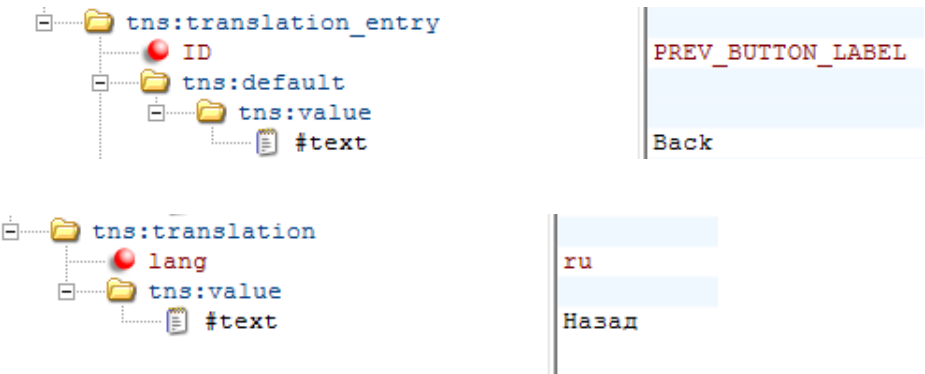 tns:translation_entry
ID PREV_BUTTON_LABEL
tns:default
tns:value
#text Back
tns:translation
lang ru
tns:value
#text Назад